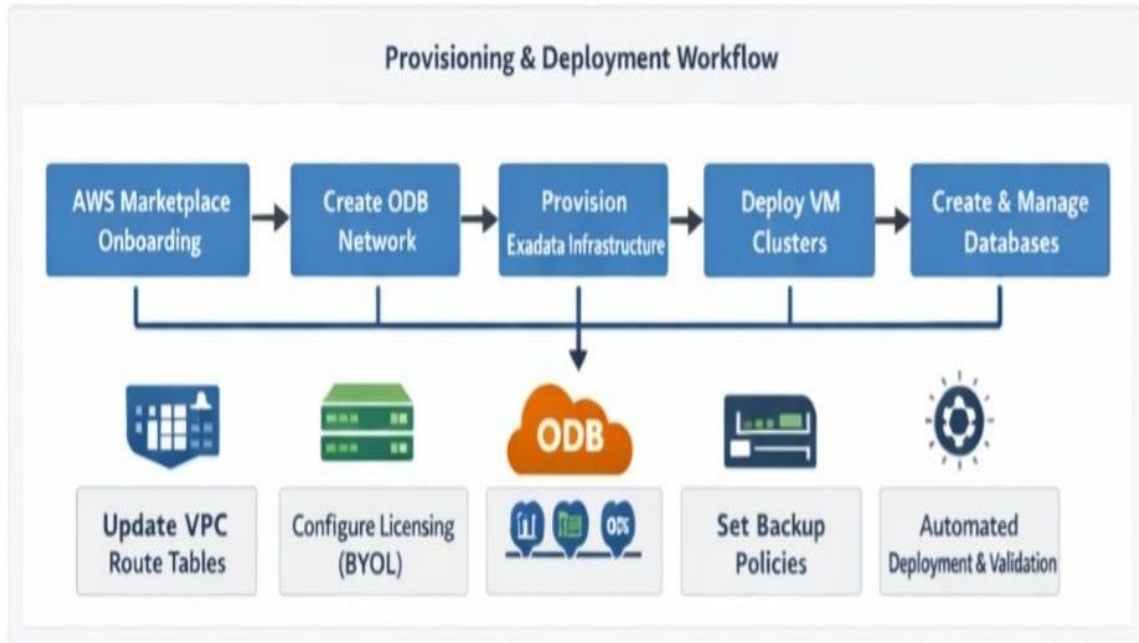 Provisioning & Deployment Workflow
AWS Marketplace
Onboarding
Create ODB
Network
Provision
Exadata Infrastructure
Deploy VM
Clusters
Create & Manage
Databases
ODB
Update VPC
Route Tables
Configure Licensing
(BYOL)
Set Backup
Policies
Automated
Deployment & Validation